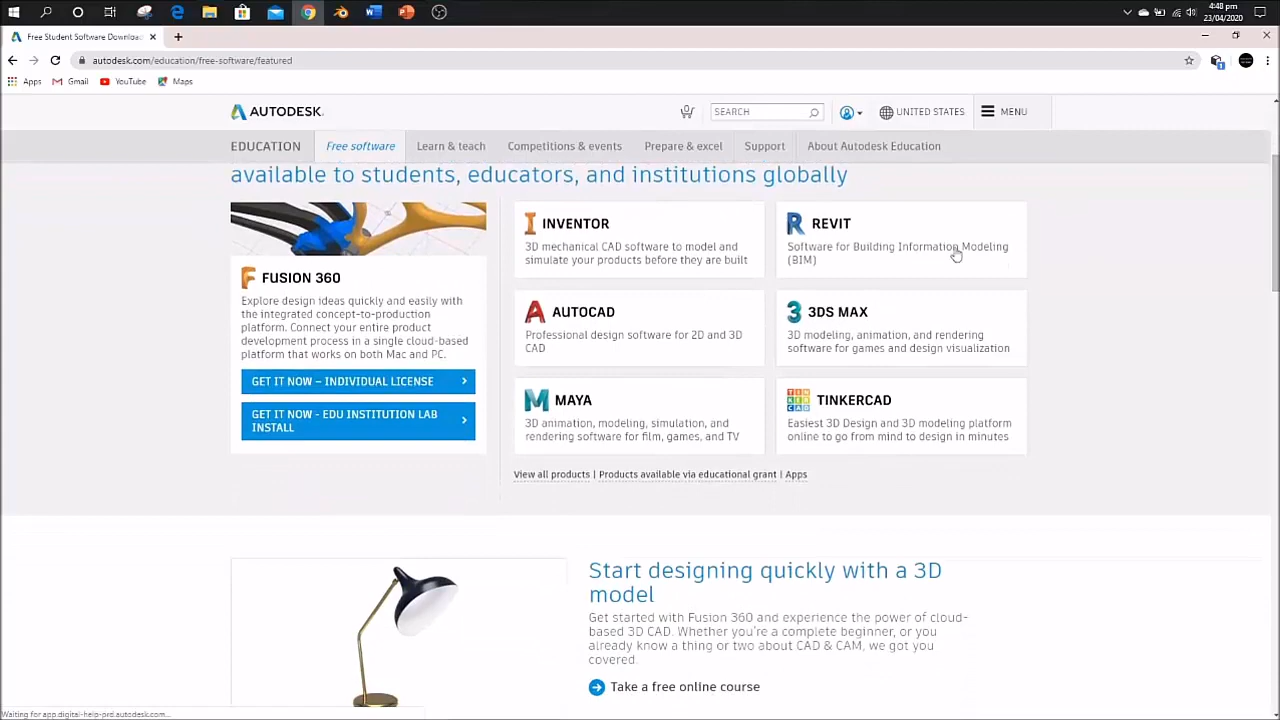 4:48 pm
23/04/2020
Free Student Software Downloa
autodesk.com/education/free-software/featured
Apps Gmail YouTube Maps
AUTODESK.
SEARCH
UNITED STATES
MENU
EDUCATION Free software Learn & teach Competitions & events Prepare & excel Support About Autodesk Education
available to students, educators, and institutions globally
FUSION 360
Explore design ideas quickly and easily with
the integrated concept-to-production
platform. Connect your entire product
development process in a single cloud-based
platform that works on both Mac and PC.
GET IT NOW – INDIVIDUAL LICENSE
GET IT NOW - EDU INSTITUTION LAB
INSTALL
INVENTOR
3D mechanical CAD software to model and
simulate your products before they are built
REVIT
Software for Building Information Modeling
(BIM)
AUTOCAD
Professional design software for 2D and 3D
CAD
3DS MAX
3D modeling, animation, and rendering
software for games and design visualization
MAYA
3D animation, modeling, simulation, and
rendering software for film, games, and TV
TINKERCAD
Easiest 3D Design and 3D modeling platform
online to go from mind to design in minutes
View all products | Products available via educational grant | Apps
Start designing quickly with a 3D
model
Get started with Fusion 360 and experience the power of cloud-
based 3D CAD. Whether you're a complete beginner, or you
already know a thing or two about CAD & CAM, we got you
covered.
Take a free online course
Waiting for app.digital-help-prd.autodesk.com...